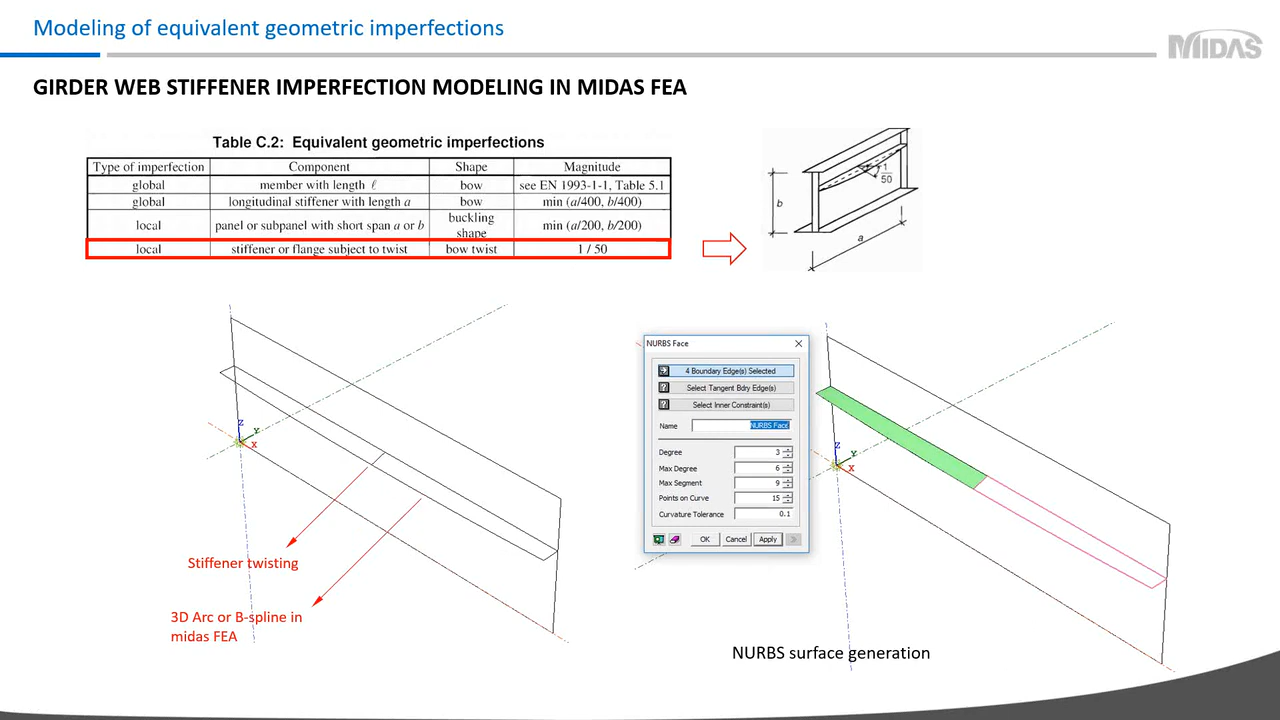 Modeling of equivalent geometric imperfections
MIDAS
GIRDER WEB STIFFENER IMPERFECTION MODELING IN MIDAS FEA
Table C.2: Equivalent geometric imperfections
Type of imperfection Component Shape Magnitude
global member with length ℓ bow see EN 1993-1-1, Table 5.1
global longitudinal stiffener with length a bow min (a/400, b/400)
local panel or subpanel with short span a or b buckling shape min (a/200, b/200)
local stiffener or flange subject to twist bow twist 1 / 50
1
50
b
a
Z
Y
X
Stiffener twisting
3D Arc or B-spline in
midas FEA
NURBS Face
4 Boundary Edge(s) Selected
Select Tangent Bdry Edge(s)
Select Inner Constraint(s)
Name NURBS Face
Degree 3
Max Degree 6
Max Segment 9
Points on Curve 15
Curvature Tolerance 0.1
OK Cancel Apply >
Z
Y
X
NURBS surface generation